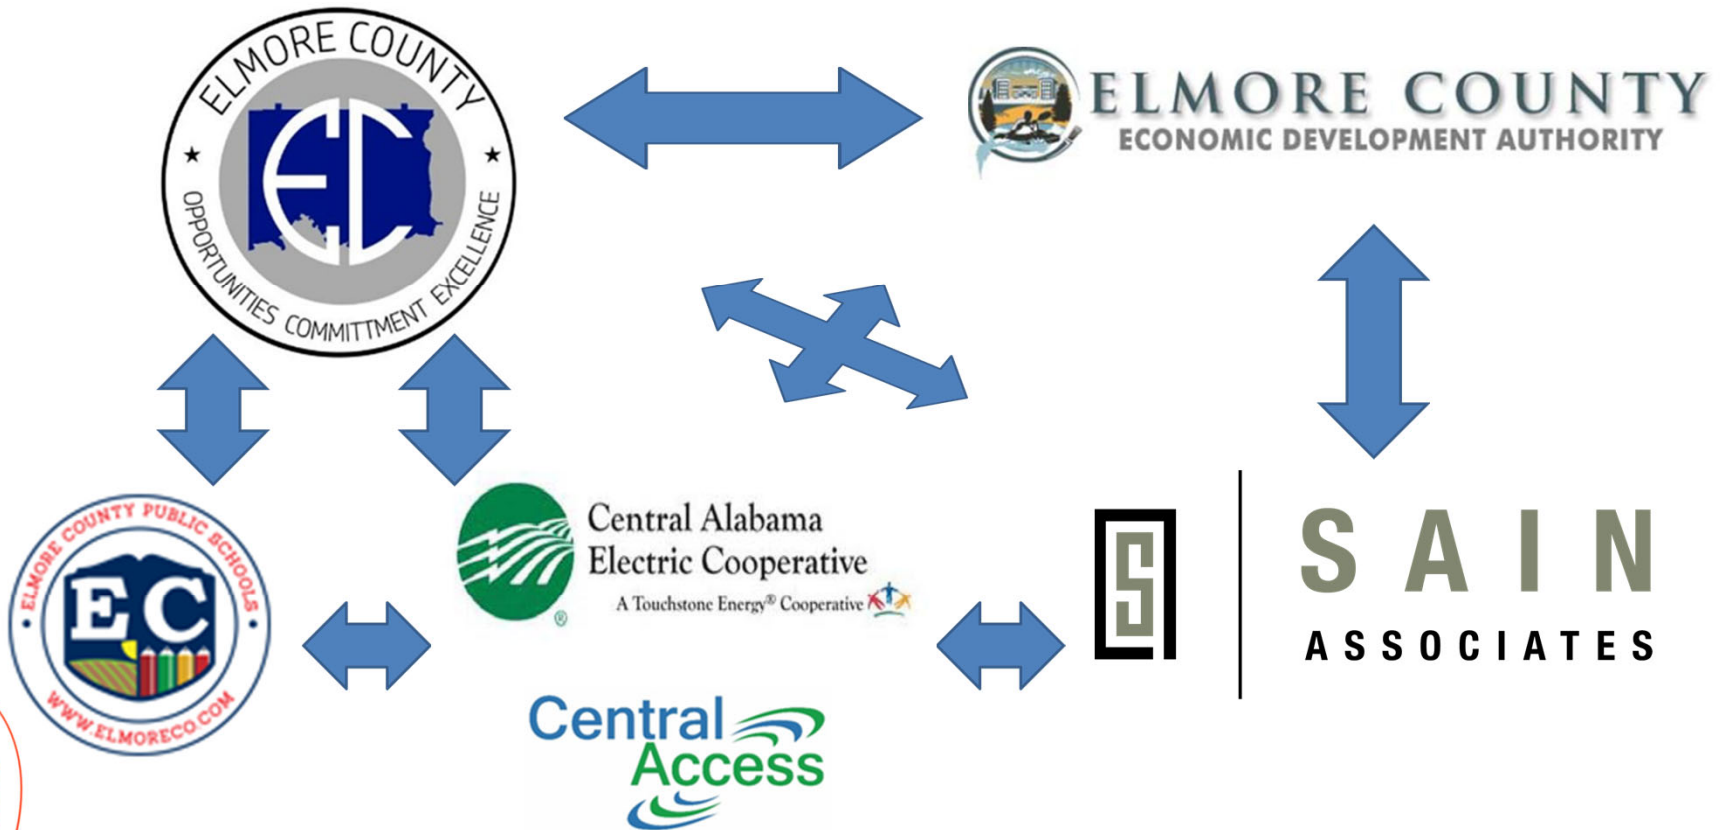 ELMORE COUNTY
EC
OPPORTUNITIES COMMITTMENT EXCELLENCE
ELMORE COUNTY
ECONOMIC DEVELOPMENT AUTHORITY
ELMORE COUNTY PUBLIC SCHOOLS
EC
WWW.ELMORECO.COM
Central Alabama
Electric Cooperative
A Touchstone Energy® Cooperative
®
Central
Access
S
SAIN
ASSOCIATES